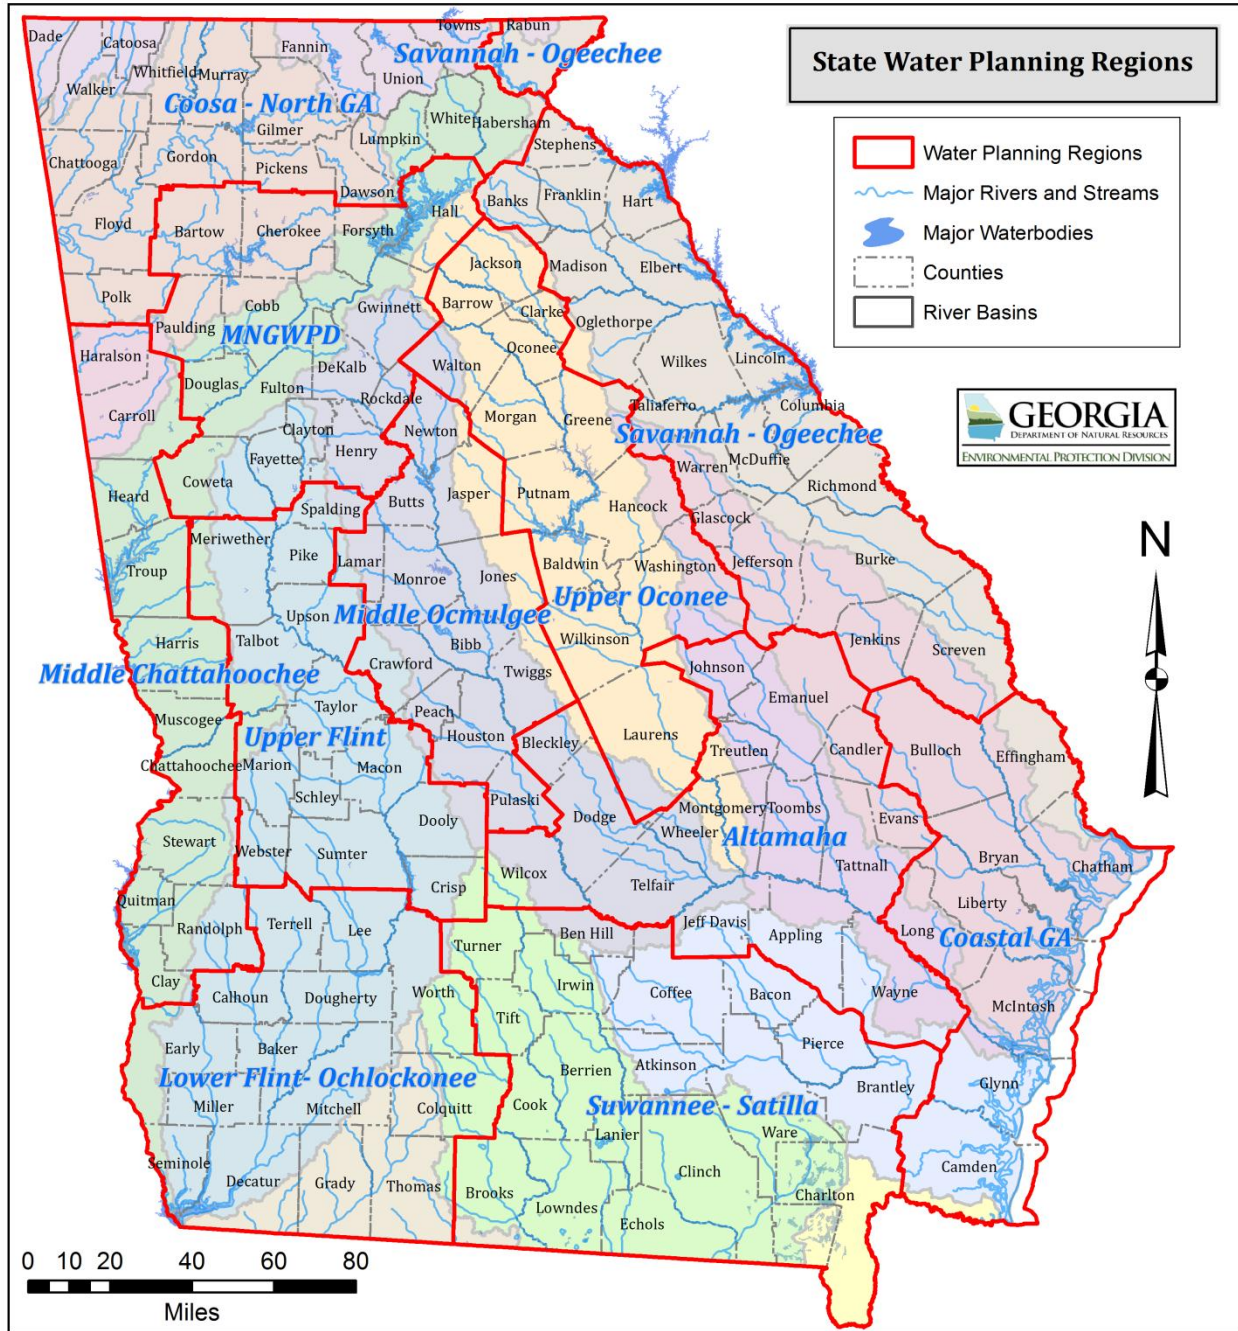 State Water Planning Regions
Water Planning Regions
Major Rivers and Streams
Major Waterbodies
Counties
River Basins
GEORGIA
DEPARTMENT OF NATURAL RESOURCES
ENVIRONMENTAL PROTECTION DIVISION
N
Dade
Catoosa
Fannin
Towns
Rabun
Savannah - Ogeechee
Walker
Whitfield
Murray
Union
Coosa - North GA
White
Habersham
Gilmer
Lumpkin
Stephens
Chattooga
Gordon
Pickens
Dawson
Banks
Franklin
Hart
Floyd
Bartow
Cherokee
Forsyth
Hall
Jackson
Madison
Elbert
Polk
Cobb
Gwinnett
Barrow
Clarke
Oglethorpe
Paulding
MNGWPD
Oconee
Haralson
DeKalb
Walton
Wilkes
Lincoln
Douglas
Fulton
Rockdale
Taliaferro
Columbia
Carroll
Clayton
Newton
Morgan
Greene
Savannah - Ogeechee
Fayette
Henry
Warren
McDuffie
Coweta
Richmond
Heard
Spalding
Butts
Jasper
Putnam
Hancock
Glascock
Meriwether
Pike
Lamar
Monroe
Jones
Baldwin
Washington
Jefferson
Burke
Troup
Upson
Middle Ocmulgee
Upper Oconee
Harris
Talbot
Bibb
Wilkinson
Jenkins
Screven
Middle Chattahoochee
Crawford
Twiggs
Johnson
Emanuel
Muscogee
Taylor
Peach
Upper Flint
Houston
Bleckley
Laurens
Treutlen
Candler
Bulloch
Effingham
Chattahoochee
Marion
Macon
Schley
Pulaski
Dooly
Dodge
Montgomery
Toombs
Evans
Stewart
Wheeler
Altamaha
Webster
Sumter
Tattnall
Bryan
Chatham
Crisp
Wilcox
Telfair
Quitman
Liberty
Randolph
Terrell
Lee
Turner
Ben Hill
Jeff Davis
Appling
Long
Coastal GA
Clay
Calhoun
Dougherty
Worth
Irwin
Coffee
Bacon
Wayne
McIntosh
Tift
Early
Baker
Pierce
Lower Flint- Ochlockonee
Berrien
Atkinson
Brantley
Glynn
Miller
Mitchell
Colquitt
Cook
Suwannee - Satilla
Lanier
Ware
Seminole
Decatur
Grady
Thomas
Brooks
Clinch
Camden
Charlton
Lowndes
Echols
0 10 20 40 60 80
Miles